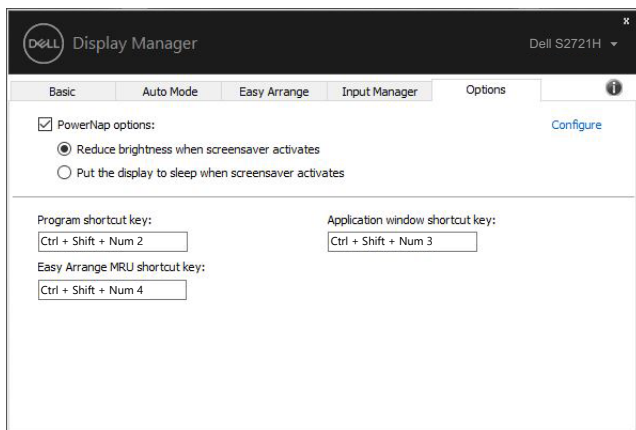 x
DELL Display Manager Dell S2721H
Basic Auto Mode Easy Arrange Input Manager Options i
PowerNap options: Configure
Reduce brightness when screensaver activates
Put the display to sleep when screensaver activates
Program shortcut key: Application window shortcut key:
Ctrl + Shift + Num 2 Ctrl + Shift + Num 3
Easy Arrange MRU shortcut key:
Ctrl + Shift + Num 4